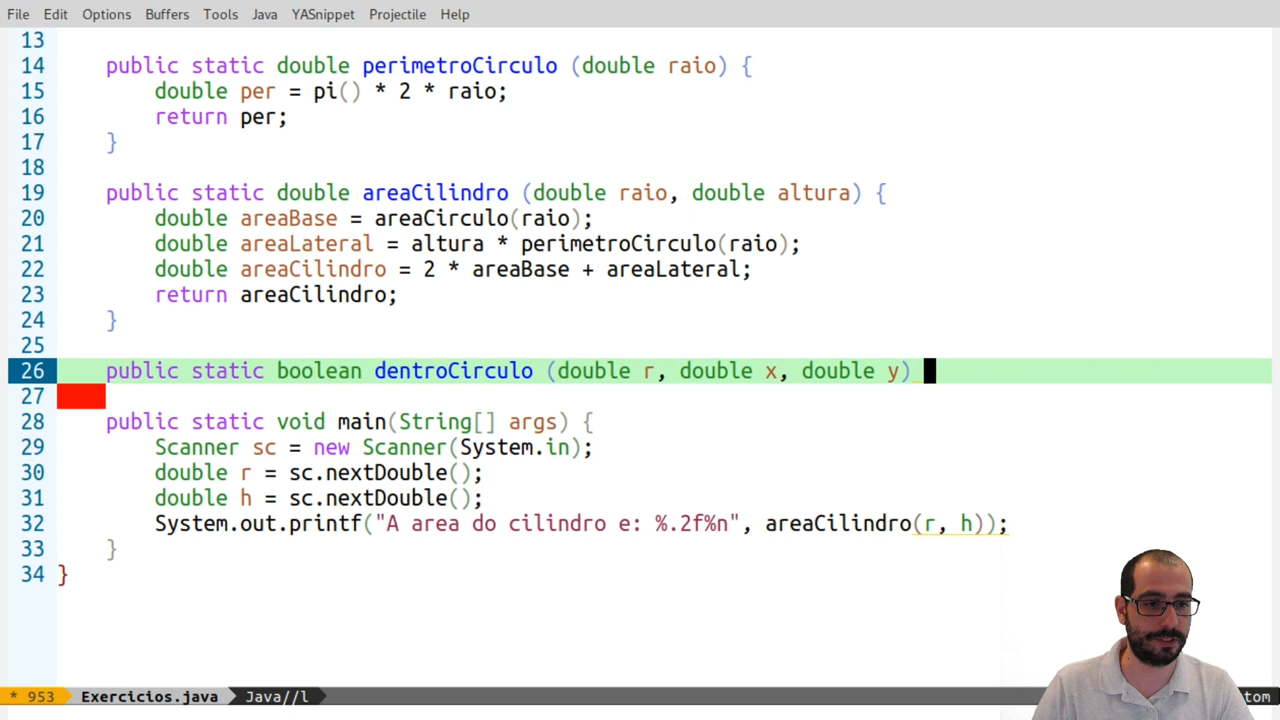 File Edit Options Buffers Tools Java YASnippet Projectile Help
13
14 public static double perimetroCirculo (double raio) {
15 double per = pi() * 2 * raio;
16 return per;
17 }
18
19 public static double areaCilindro (double raio, double altura) {
20 double areaBase = areaCirculo(raio);
21 double areaLateral = altura * perimetroCirculo(raio);
22 double areaCilindro = 2 * areaBase + areaLateral;
23 return areaCilindro;
24 }
25
26 public static boolean dentroCirculo (double r, double x, double y)
27
28 public static void main(String[] args) {
29 Scanner sc = new Scanner(System.in);
30 double r = sc.nextDouble();
31 double h = sc.nextDouble();
32 System.out.printf("A area do cilindro e: %.2f%n", areaCilindro(r, h));
33 }
34 }
* 953 Exercicios.java Java//l